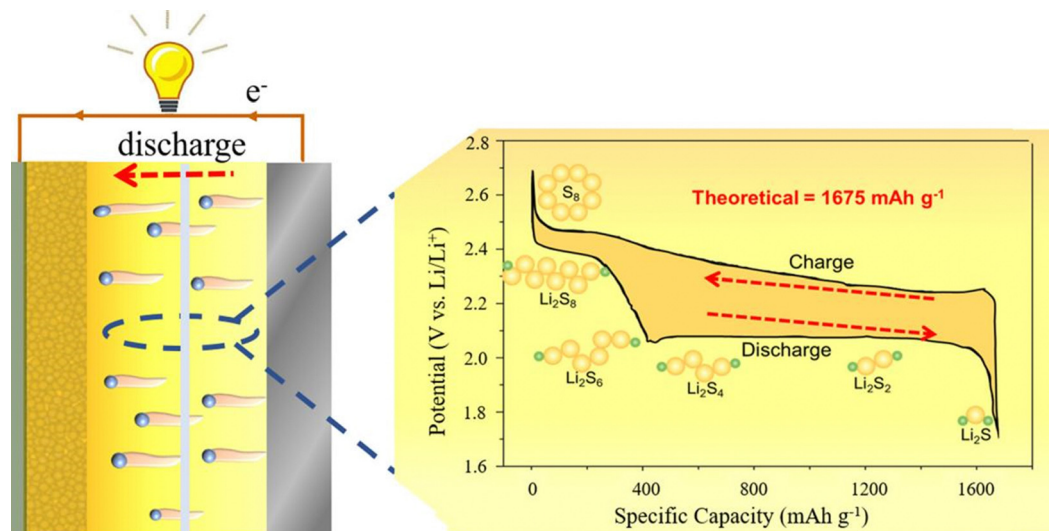 e⁻
discharge
2.8
2.6
2.4
2.2
2.0
1.8
1.6
Potential (V vs. Li/Li⁺)
S₈
Theoretical = 1675 mAh g⁻¹
Charge
Li₂S₈
Discharge
Li₂S₆
Li₂S₄
Li₂S₂
Li₂S
0
400
800
1200
1600
Specific Capacity (mAh g⁻¹)